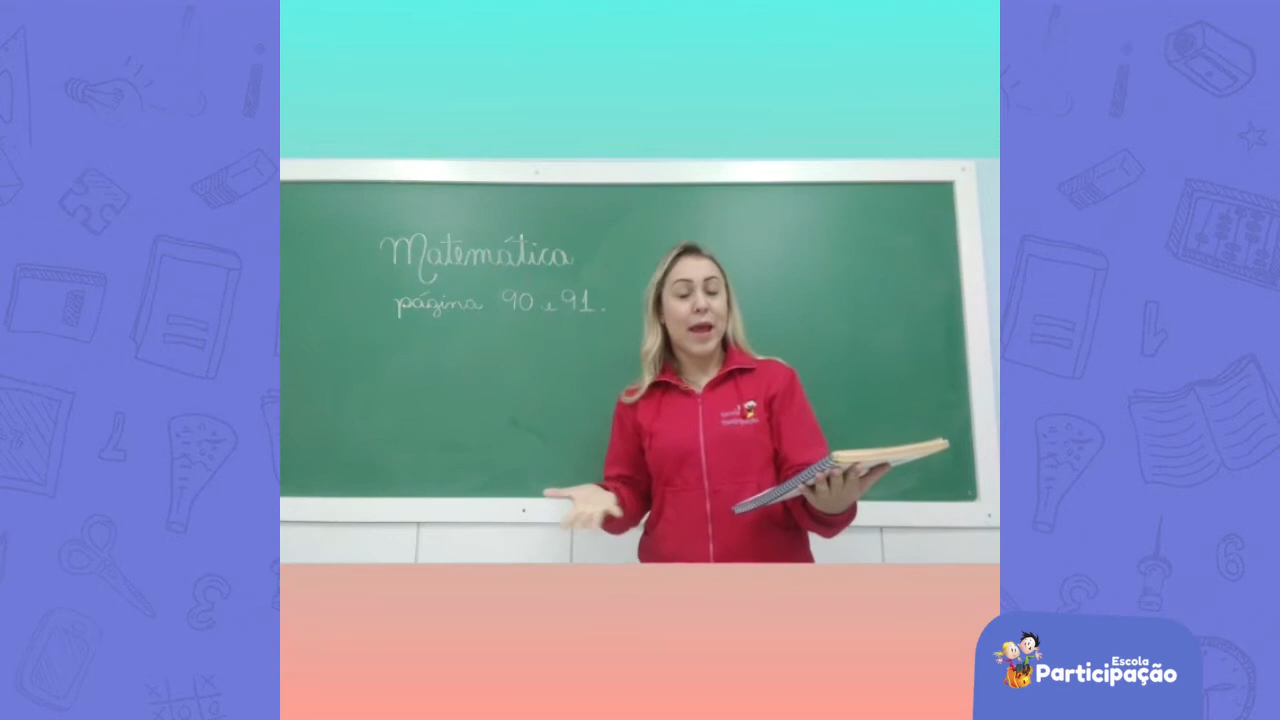 Matemática
página 90 e 91.
Escola
Participação